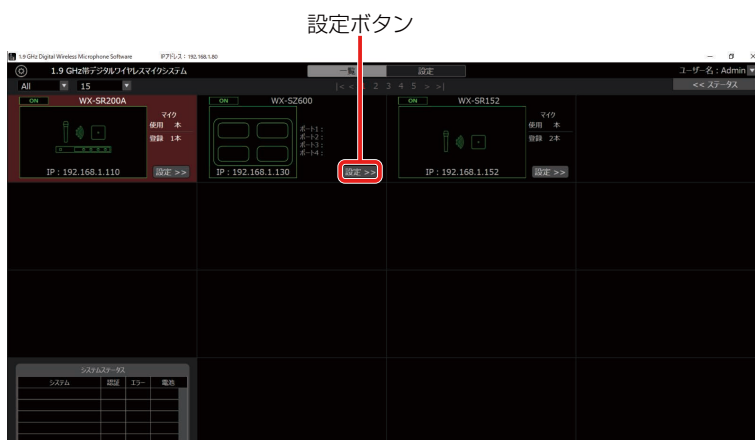 設定ボタン
1.9 GHz Digital Wireless Microphone Software IPアドレス : 192.168.1.80
1.9 GHz帯デジタルワイヤレスマイクシステム 一覧 設定 ユーザー名 : Admin
All 15 |< < 1 2 3 4 5 > >| << ステータス
ON WX-SR200A
マイク
使用 本
登録 1本
IP : 192.168.1.110 設定 >>
ON WX-SZ600
ポート1 :
ポート2 :
ポート3 :
ポート4 :
IP : 192.168.1.130 設定 >>
ON WX-SR152
マイク
使用 本
登録 2本
IP : 192.168.1.152 設定 >>
システムステータス
システム 認証 エラー 電池